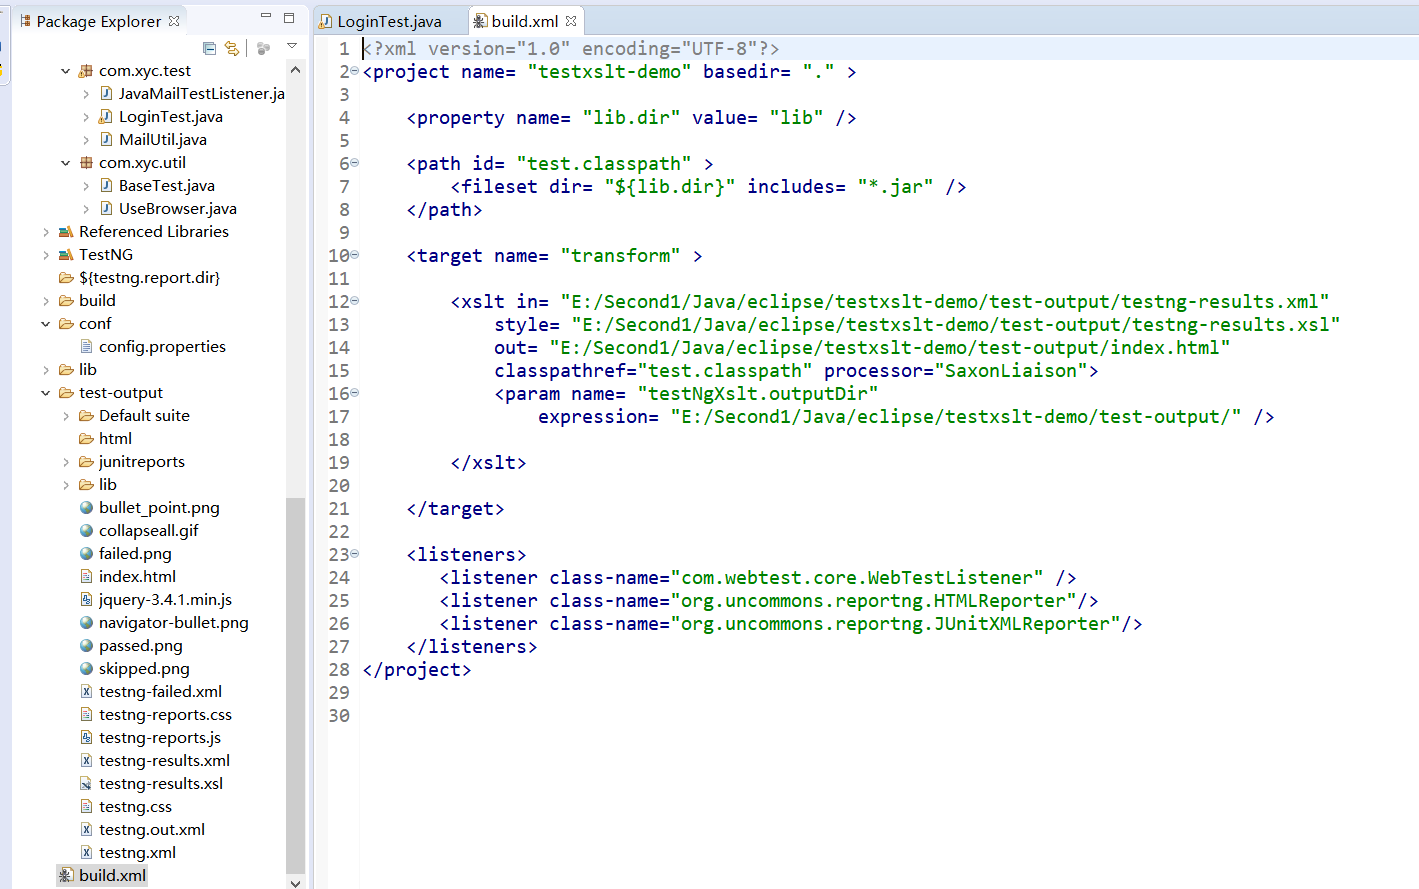 Package Explorer
com.xyc.test
JavaMailTestListener.ja
LoginTest.java
MailUtil.java
com.xyc.util
BaseTest.java
UseBrowser.java
Referenced Libraries
TestNG
${testng.report.dir}
build
conf
config.properties
lib
test-output
Default suite
html
junitreports
lib
bullet_point.png
collapseall.gif
failed.png
index.html
jquery-3.4.1.min.js
navigator-bullet.png
passed.png
skipped.png
testng-failed.xml
testng-reports.css
testng-reports.js
testng-results.xml
testng-results.xsl
testng.css
testng.out.xml
testng.xml
build.xml
LoginTest.java build.xml
1 <?xml version="1.0" encoding="UTF-8"?>
2 <project name= "testxslt-demo" basedir= "." >
3
4 <property name= "lib.dir" value= "lib" />
5
6 <path id= "test.classpath" >
7 <fileset dir= "${lib.dir}" includes= "*.jar" />
8 </path>
9
10 <target name= "transform" >
11
12 <xslt in= "E:/Second1/Java/eclipse/testxslt-demo/test-output/testng-results.xml"
13 style= "E:/Second1/Java/eclipse/testxslt-demo/test-output/testng-results.xsl"
14 out= "E:/Second1/Java/eclipse/testxslt-demo/test-output/index.html"
15 classpathref="test.classpath" processor="SaxonLiaison">
16 <param name= "testNgXslt.outputDir"
17 expression= "E:/Second1/Java/eclipse/testxslt-demo/test-output/" />
18
19 </xslt>
20
21 </target>
22
23 <listeners>
24 <listener class-name="com.webtest.core.WebTestListener" />
25 <listener class-name="org.uncommons.reportng.HTMLReporter"/>
26 <listener class-name="org.uncommons.reportng.JUnitXMLReporter"/>
27 </listeners>
28 </project>
29
30